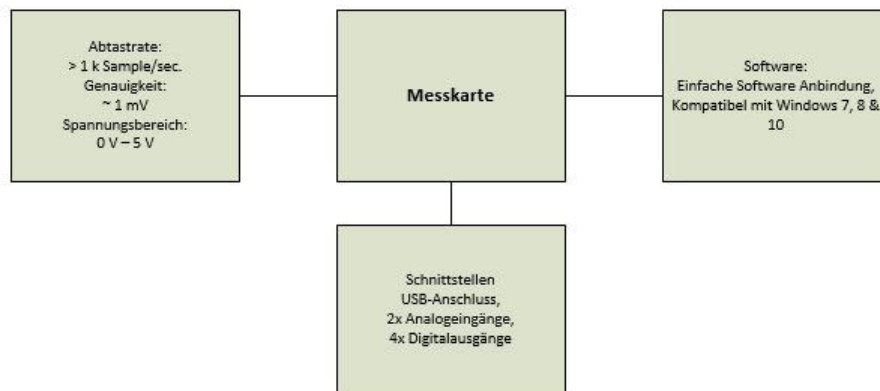 Abtastrate:
> 1 k Sample/sec.
Genauigkeit:
~ 1 mV
Spannungsbereich:
0 V – 5 V
Messkarte
Software:
Einfache Software Anbindung,
Kompatibel mit Windows 7, 8 &
10
Schnittstellen
USB-Anschluss,
2x Analogeingänge,
4x Digitalausgänge